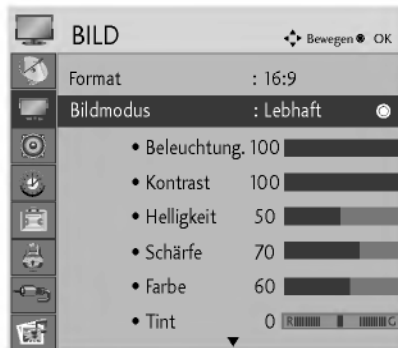 BILD Bewegen OK
Format : 16:9
Bildmodus : Lebhaft
• Beleuchtung. 100
• Kontrast 100
• Helligkeit 50
• Schärfe 70
• Farbe 60
• Tint 0 R G